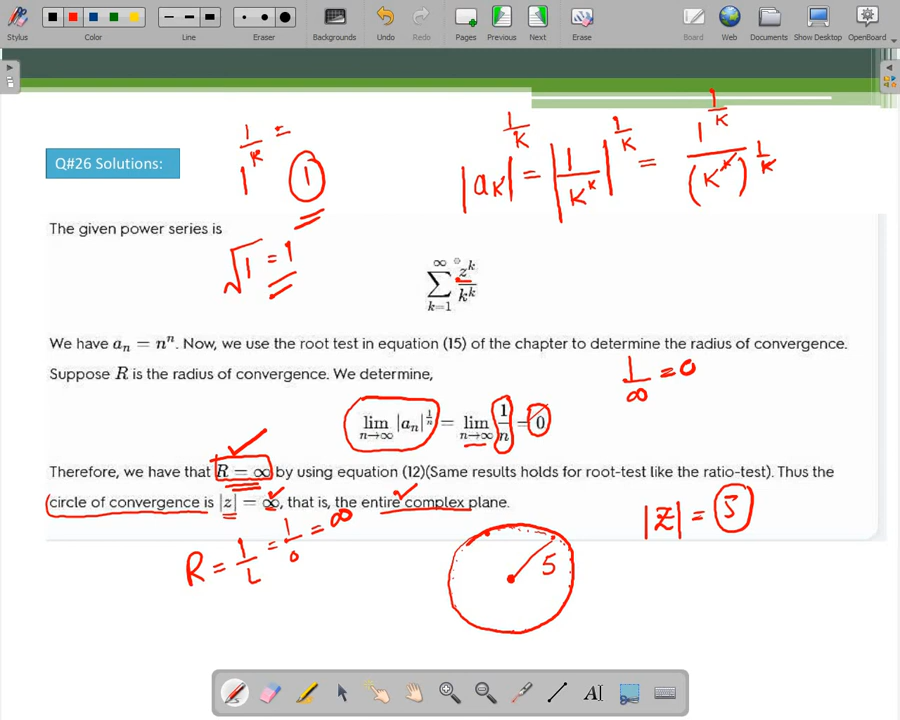 Stylus Color Line Eraser Backgrounds Undo Redo Pages Previous Next Erase Board Web Documents Show Desktop OpenBoard
Q#26 Solutions:
1^{1/K} = 1
√1 = 1
|a_K|^{1/K} = |1/K^K|^{1/K} = 1^{1/K}/(K^K)^{1/K}
The given power series is
∑_{k=1}^{∞} z^k/k^k
We have a_n = n^n. Now, we use the root test in equation (15) of the chapter to determine the radius of convergence.
Suppose R is the radius of convergence. We determine,
1/∞ = 0
lim_{n→∞} |a_n|^{1/n} = lim_{n→∞} 1/n = 0
Therefore, we have that R = ∞ by using equation (12)(Same results holds for root-test like the ratio-test). Thus the
circle of convergence is |z| = ∞, that is, the entire complex plane.
|z| = 5
R = 1/L = 1/0 = ∞
5